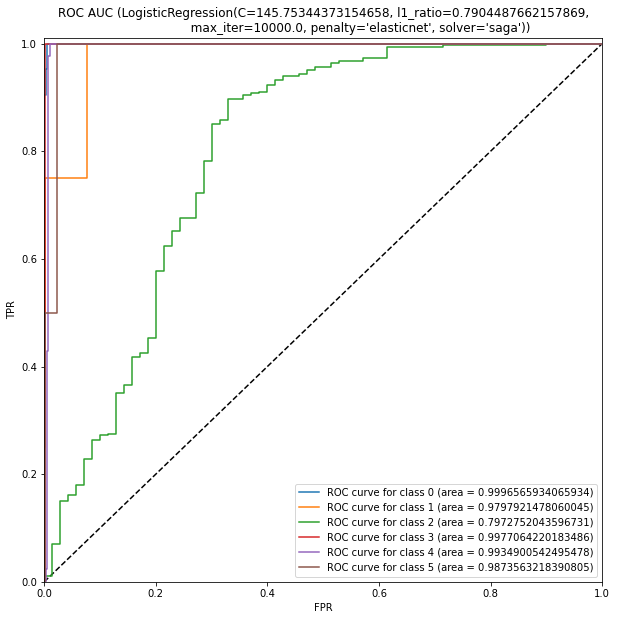 ROC AUC (LogisticRegression(C=145.75344373154658, l1_ratio=0.7904487662157869,
max_iter=10000.0, penalty='elasticnet', solver='saga'))
1.0
0.8
0.6
TPR
0.4
0.2
0.0
ROC curve for class 0 (area = 0.9996565934065934)
ROC curve for class 1 (area = 0.9797921478060045)
ROC curve for class 2 (area = 0.7972752043596731)
ROC curve for class 3 (area = 0.9977064220183486)
ROC curve for class 4 (area = 0.9934900542495478)
ROC curve for class 5 (area = 0.9873563218390805)
0.0 0.2 0.4 0.6 0.8 1.0
FPR